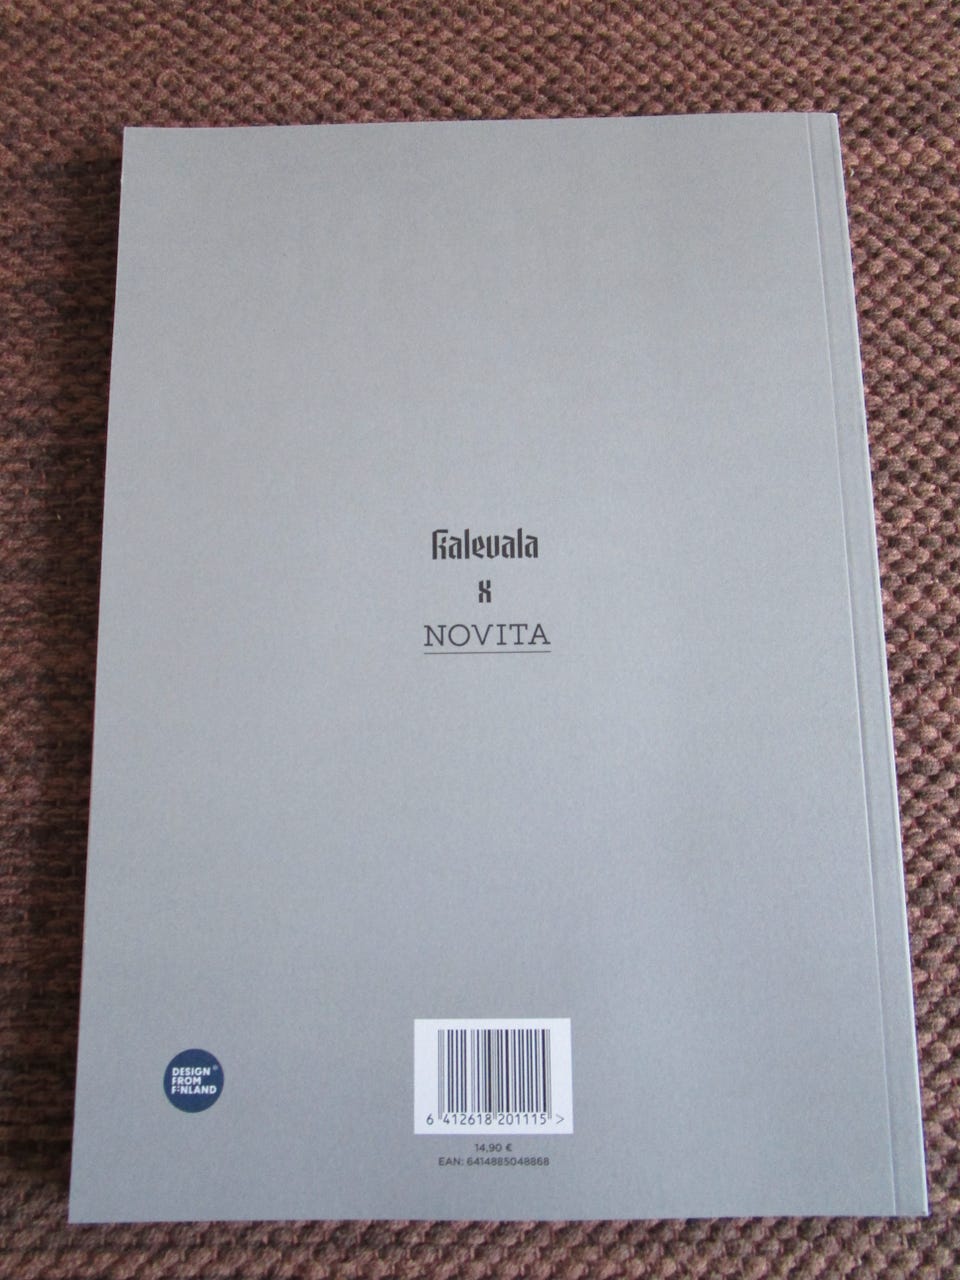 Kalevala
x
NOVITA
DESIGN®
FROM
FINLAND
6 412618 201115 >
14,90 €
EAN: 6414885048868